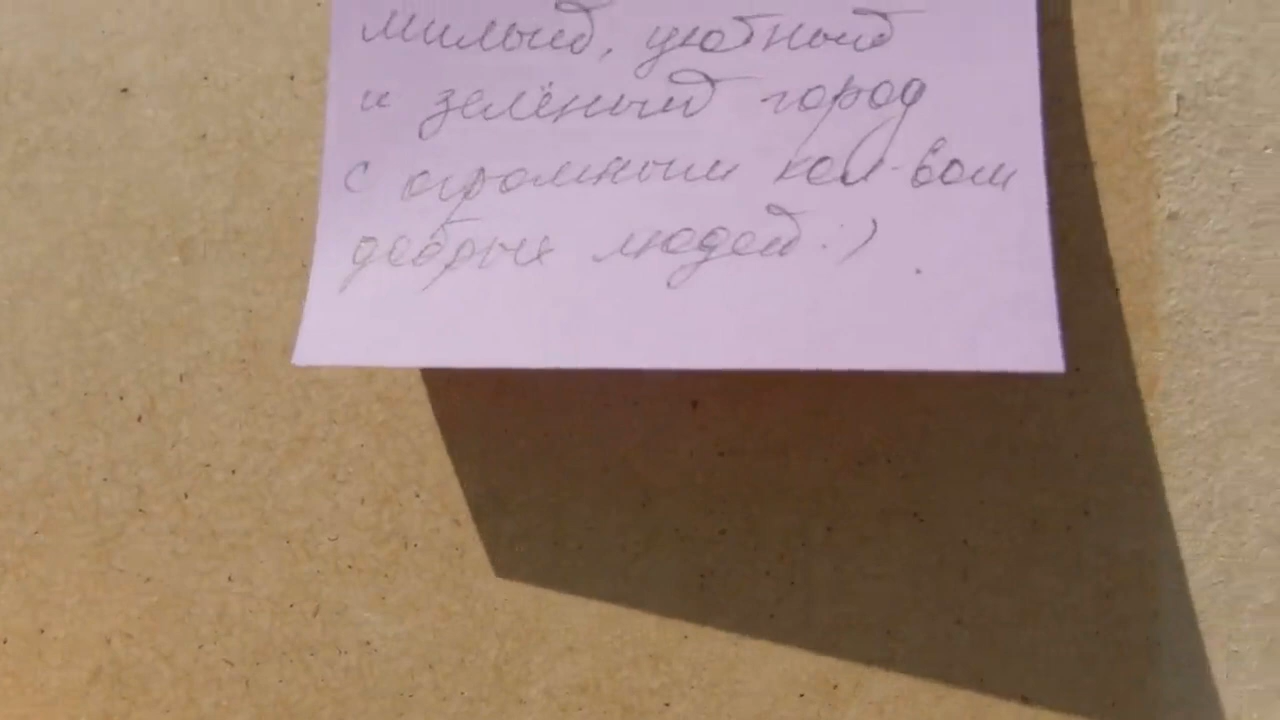 милый, уютный
и зелёный город
с огромным кол-вом
добрых людей :)